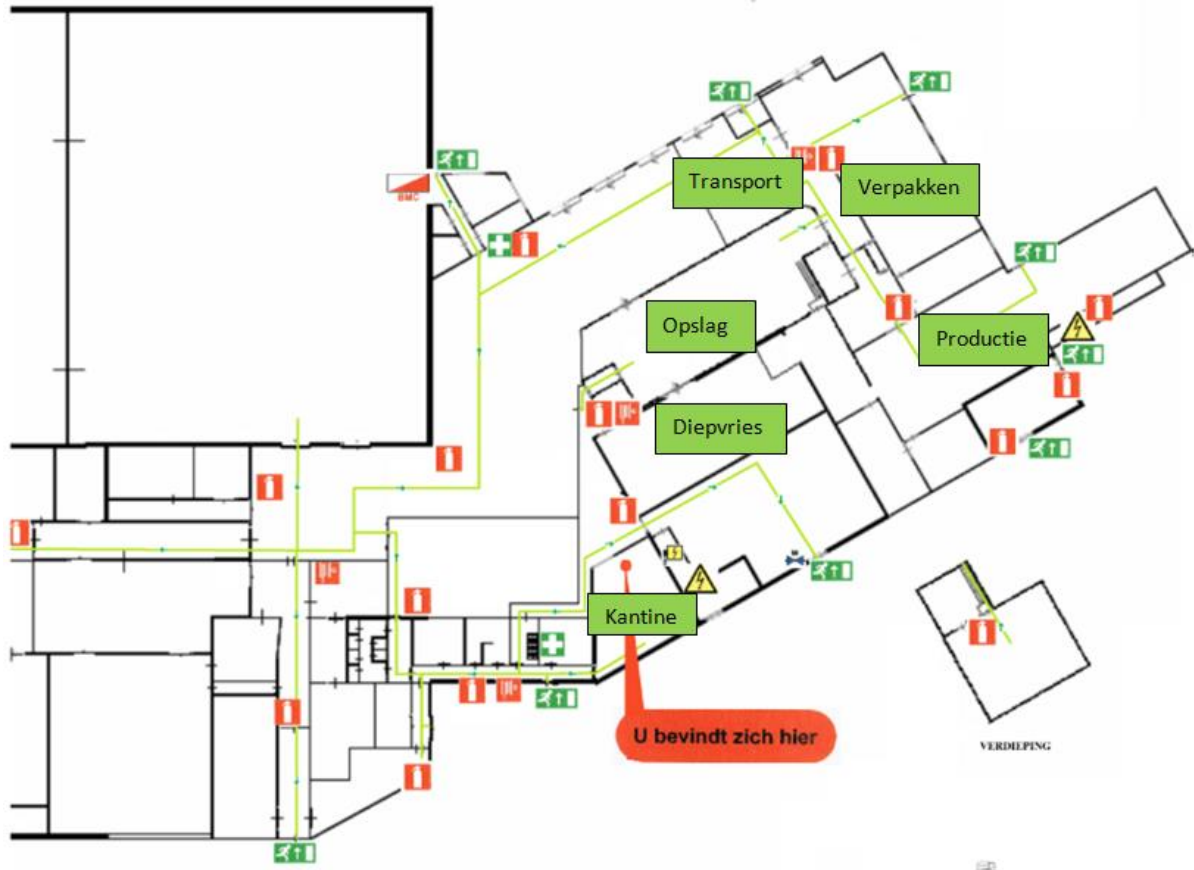 Transport
Verpakken
BMC
Opslag
Productie
Diepvries
Kantine
U bevindt zich hier
VERDIEPING